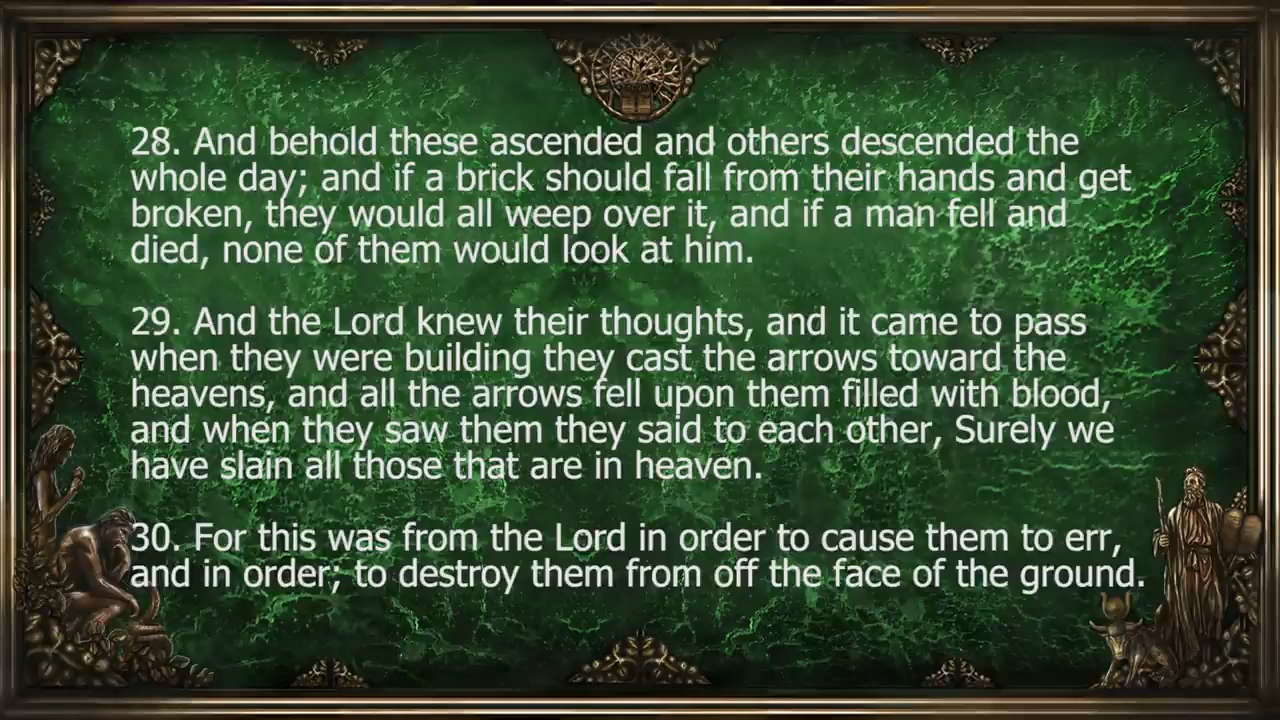 28. And behold these ascended and others descended the
whole day; and if a brick should fall from their hands and get
broken, they would all weep over it, and if a man fell and
died, none of them would look at him.
29. And the Lord knew their thoughts, and it came to pass
when they were building they cast the arrows toward the
heavens, and all the arrows fell upon them filled with blood,
and when they saw them they said to each other, Surely we
have slain all those that are in heaven.
30. For this was from the Lord in order to cause them to err,
and in order; to destroy them from off the face of the ground.